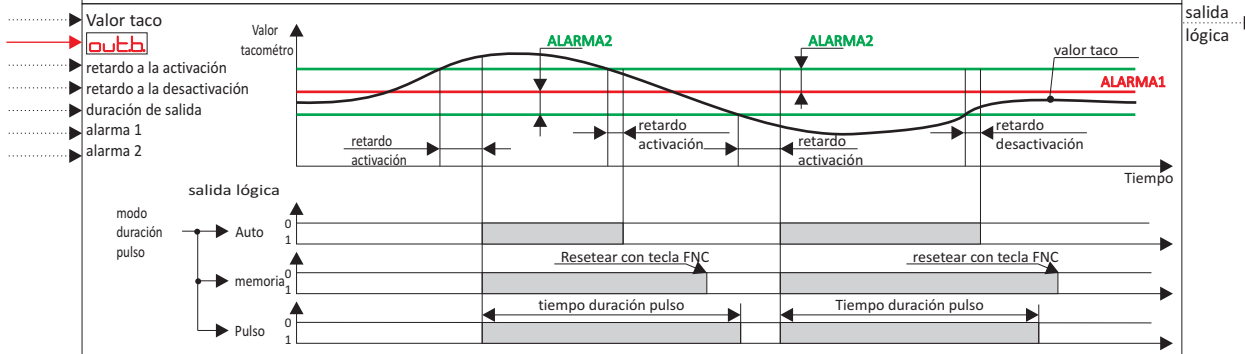 Valor taco
out.b.
retardo a la activación
retardo a la desactivación
duración de salida
alarma 1
alarma 2
salida
lógica
Valor
tacométro
ALARMA2
ALARMA2
valor taco
ALARMA1
retardo
activación
retardo
activación
retardo
activación
retardo
desactivación
Tiempo
salida lógica
modo
duración
pulso
Auto
0
1
memoria
0
1
Resetear con tecla FNC
resetear con tecla FNC
Pulso
0
1
tiempo duración pulso
Tiempo duración pulso